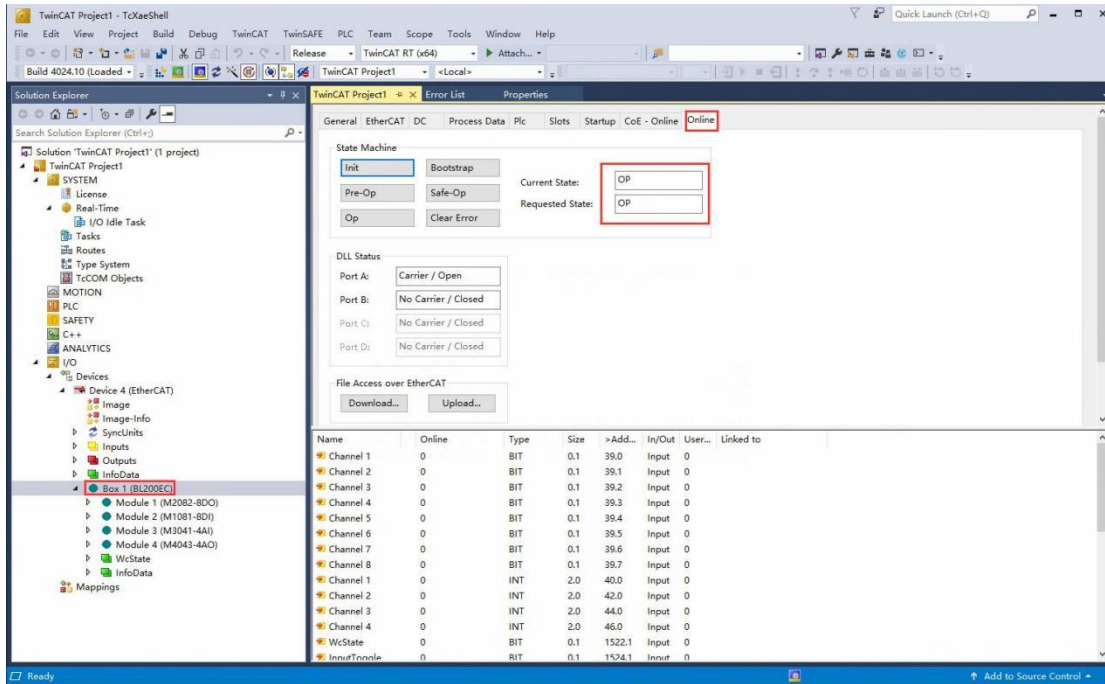 TwinCAT Project1 - TcXaeShell
Quick Launch (Ctrl+Q)
File Edit View Project Build Debug TwinCAT TwinSAFE PLC Team Scope Tools Window Help
Release TwinCAT RT (x64) Attach...
Build 4024.10 (Loaded TwinCAT Project1 <Local>
Solution Explorer
Search Solution Explorer (Ctrl+;)
Solution 'TwinCAT Project1' (1 project)
TwinCAT Project1
SYSTEM
License
Real-Time
I/O Idle Task
Tasks
Routes
Type System
TcCOM Objects
MOTION
PLC
SAFETY
C++
ANALYTICS
I/O
Devices
Device 4 (EtherCAT)
Image
Image-Info
SyncUnits
Inputs
Outputs
InfoData
Box 1 (BL200EC)
Module 1 (M2082-8DO)
Module 2 (M1081-8DI)
Module 3 (M3041-4AI)
Module 4 (M4043-4AO)
WcState
InfoData
Mappings
TwinCAT Project1 Error List Properties
General EtherCAT DC Process Data Plc Slots Startup CoE - Online Online
State Machine
Init Bootstrap
Pre-Op Safe-Op
Op Clear Error
Current State: OP
Requested State: OP
DLL Status
Port A: Carrier / Open
Port B: No Carrier / Closed
Port C: No Carrier / Closed
Port D: No Carrier / Closed
File Access over EtherCAT
Download... Upload...
Name Online Type Size >Add... In/Out User... Linked to
Channel 1 0 BIT 0.1 39.0 Input 0
Channel 2 0 BIT 0.1 39.1 Input 0
Channel 3 0 BIT 0.1 39.2 Input 0
Channel 4 0 BIT 0.1 39.3 Input 0
Channel 5 0 BIT 0.1 39.4 Input 0
Channel 6 0 BIT 0.1 39.5 Input 0
Channel 7 0 BIT 0.1 39.6 Input 0
Channel 8 0 BIT 0.1 39.7 Input 0
Channel 1 0 INT 2.0 40.0 Input 0
Channel 2 0 INT 2.0 42.0 Input 0
Channel 3 0 INT 2.0 44.0 Input 0
Channel 4 0 INT 2.0 46.0 Input 0
WcState 0 BIT 0.1 1522.1 Input 0
InputToggle 0 BIT 0.1 1524.1 Input 0
Ready
Add to Source Control